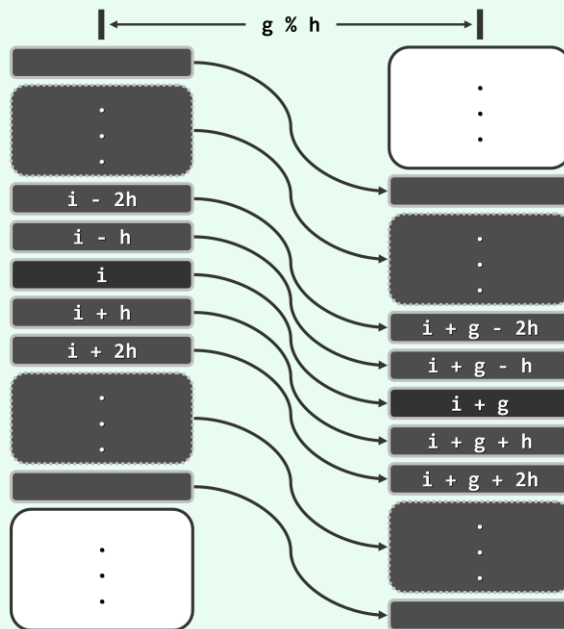 g % h
i - 2h
i - h
i
i + h
i + 2h
i + g - 2h
i + g - h
i + g
i + g + h
i + g + 2h